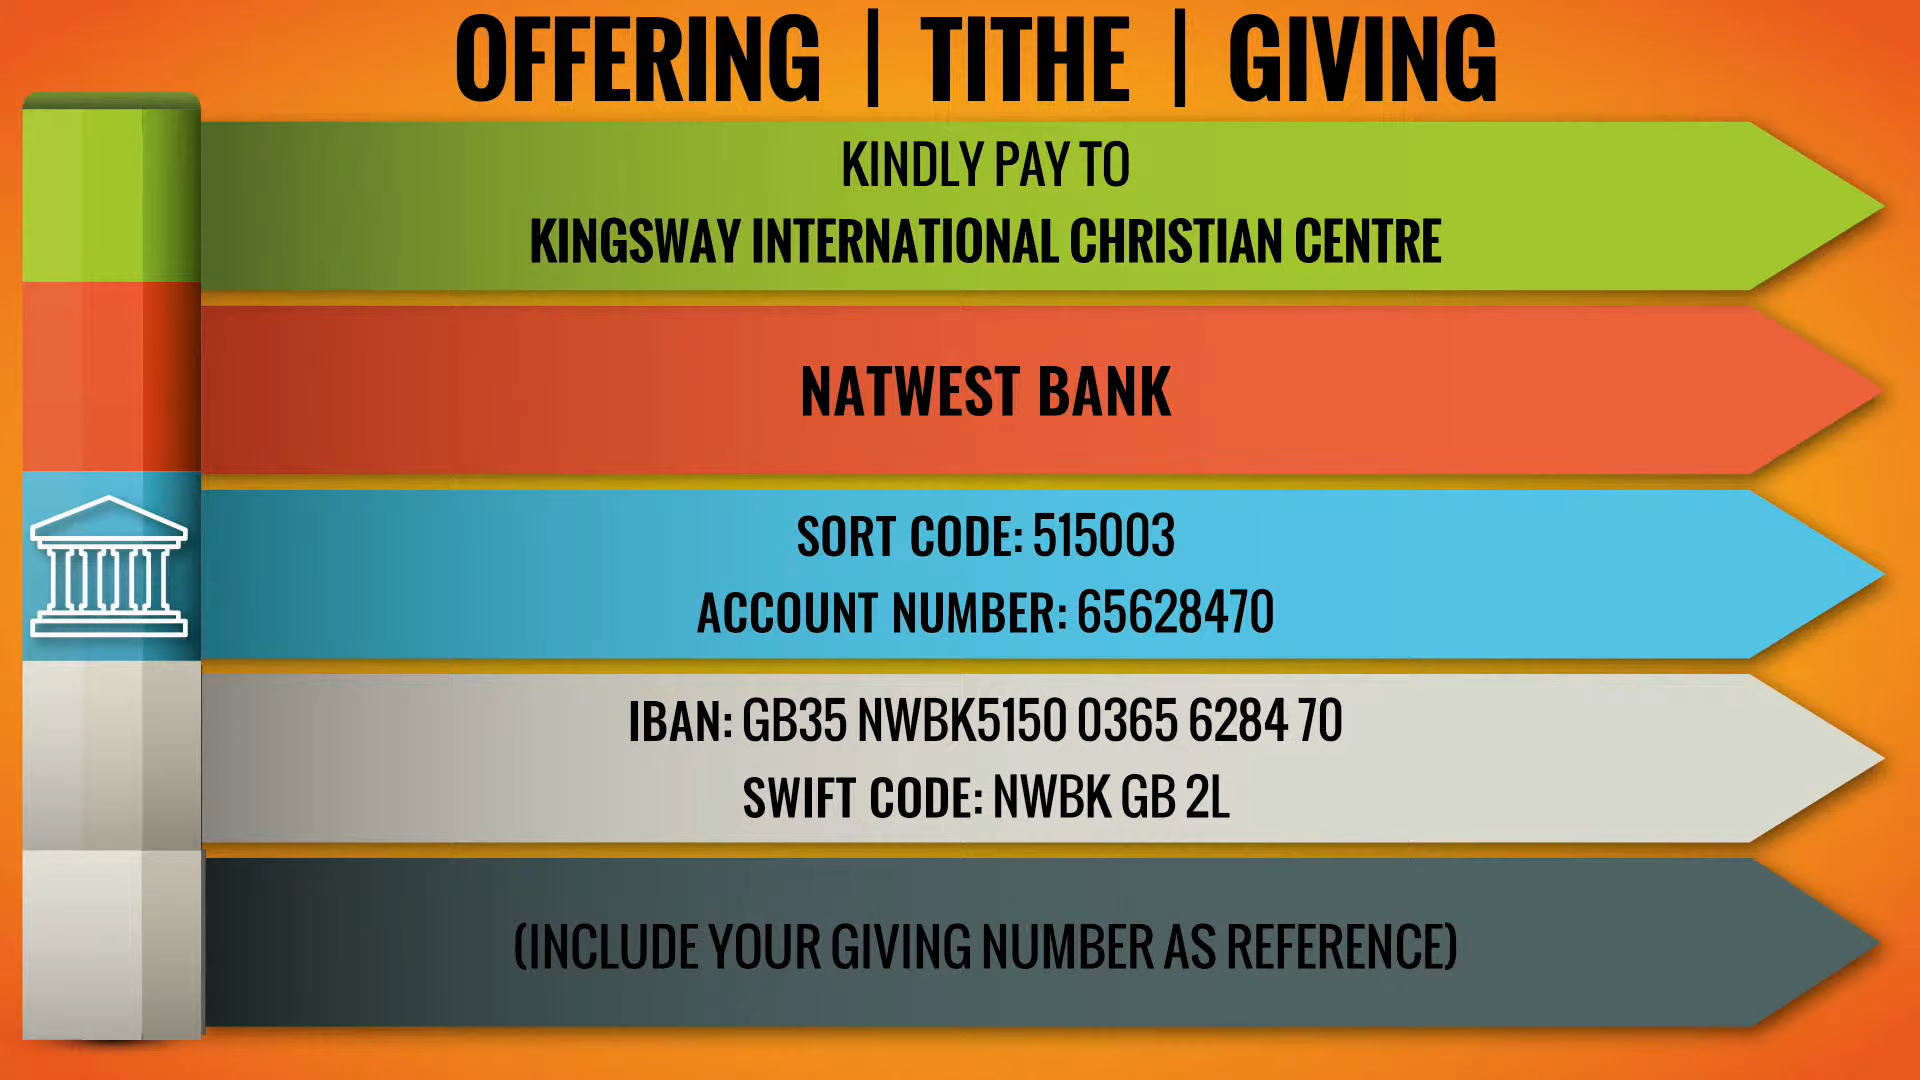 OFFERING | TITHE | GIVING
KINDLY PAY TO
KINGSWAY INTERNATIONAL CHRISTIAN CENTRE
NATWEST BANK
SORT CODE: 515003
ACCOUNT NUMBER: 65628470
IBAN: GB35 NWBK5150 0365 6284 70
SWIFT CODE: NWBK GB 2L
(INCLUDE YOUR GIVING NUMBER AS REFERENCE)